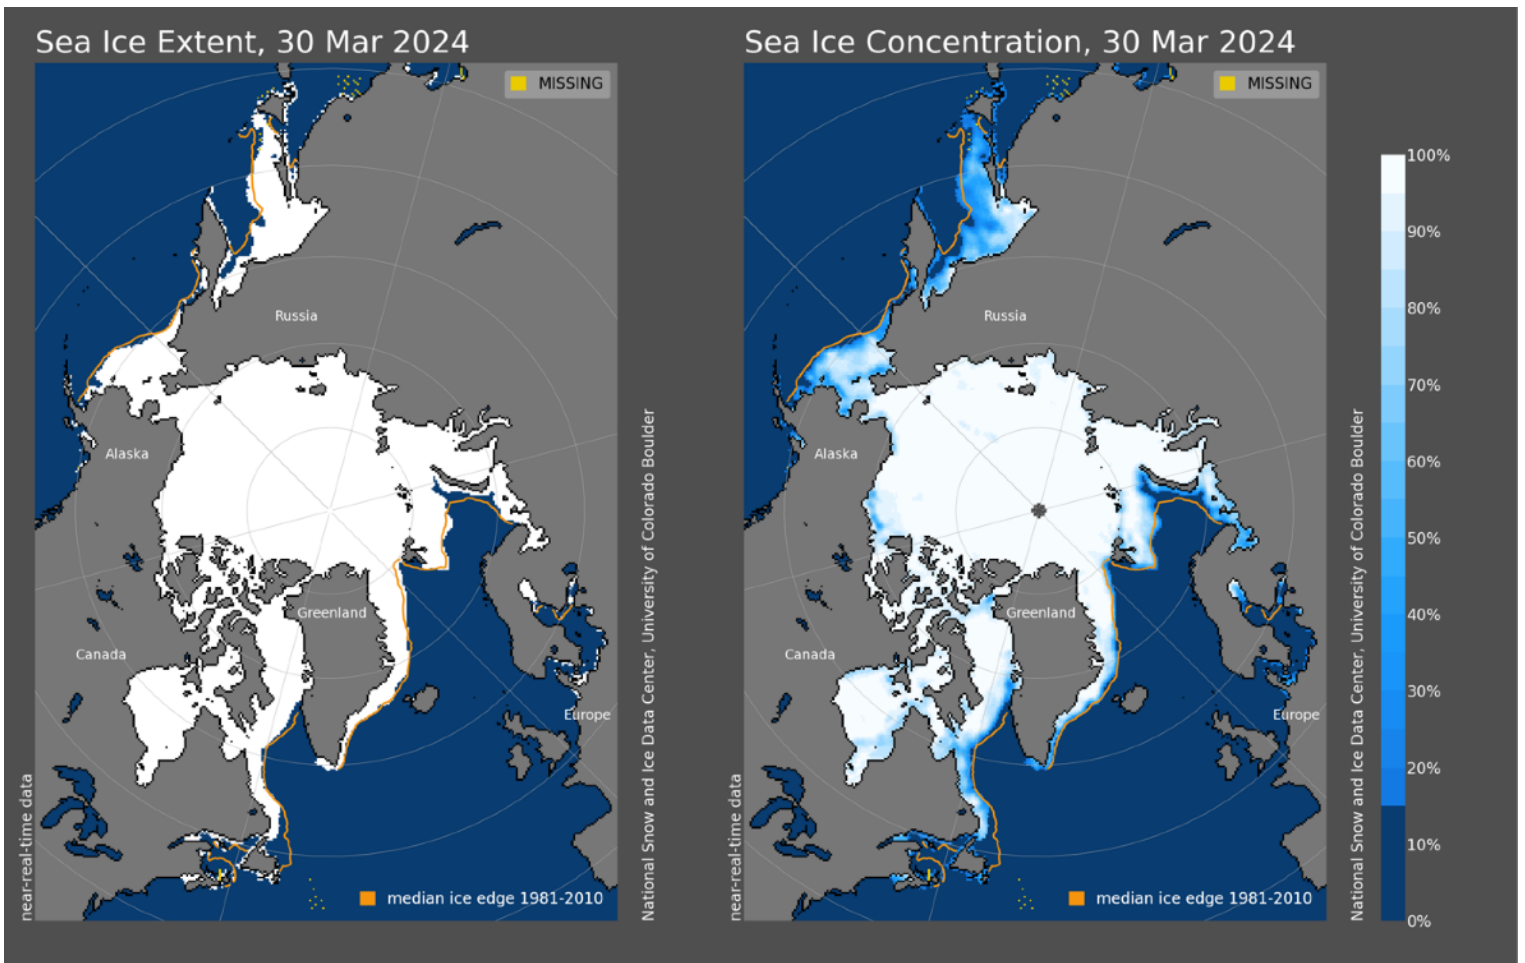 Sea Ice Extent, 30 Mar 2024
MISSING
Russia
Alaska
Greenland
Canada
Europe
median ice edge 1981-2010
near-real-time data
National Snow and Ice Data Center, University of Colorado Boulder
Sea Ice Concentration, 30 Mar 2024
MISSING
Russia
Alaska
Greenland
Canada
Europe
median ice edge 1981-2010
near-real-time data
National Snow and Ice Data Center, University of Colorado Boulder
100%
90%
80%
70%
60%
50%
40%
30%
20%
10%
0%